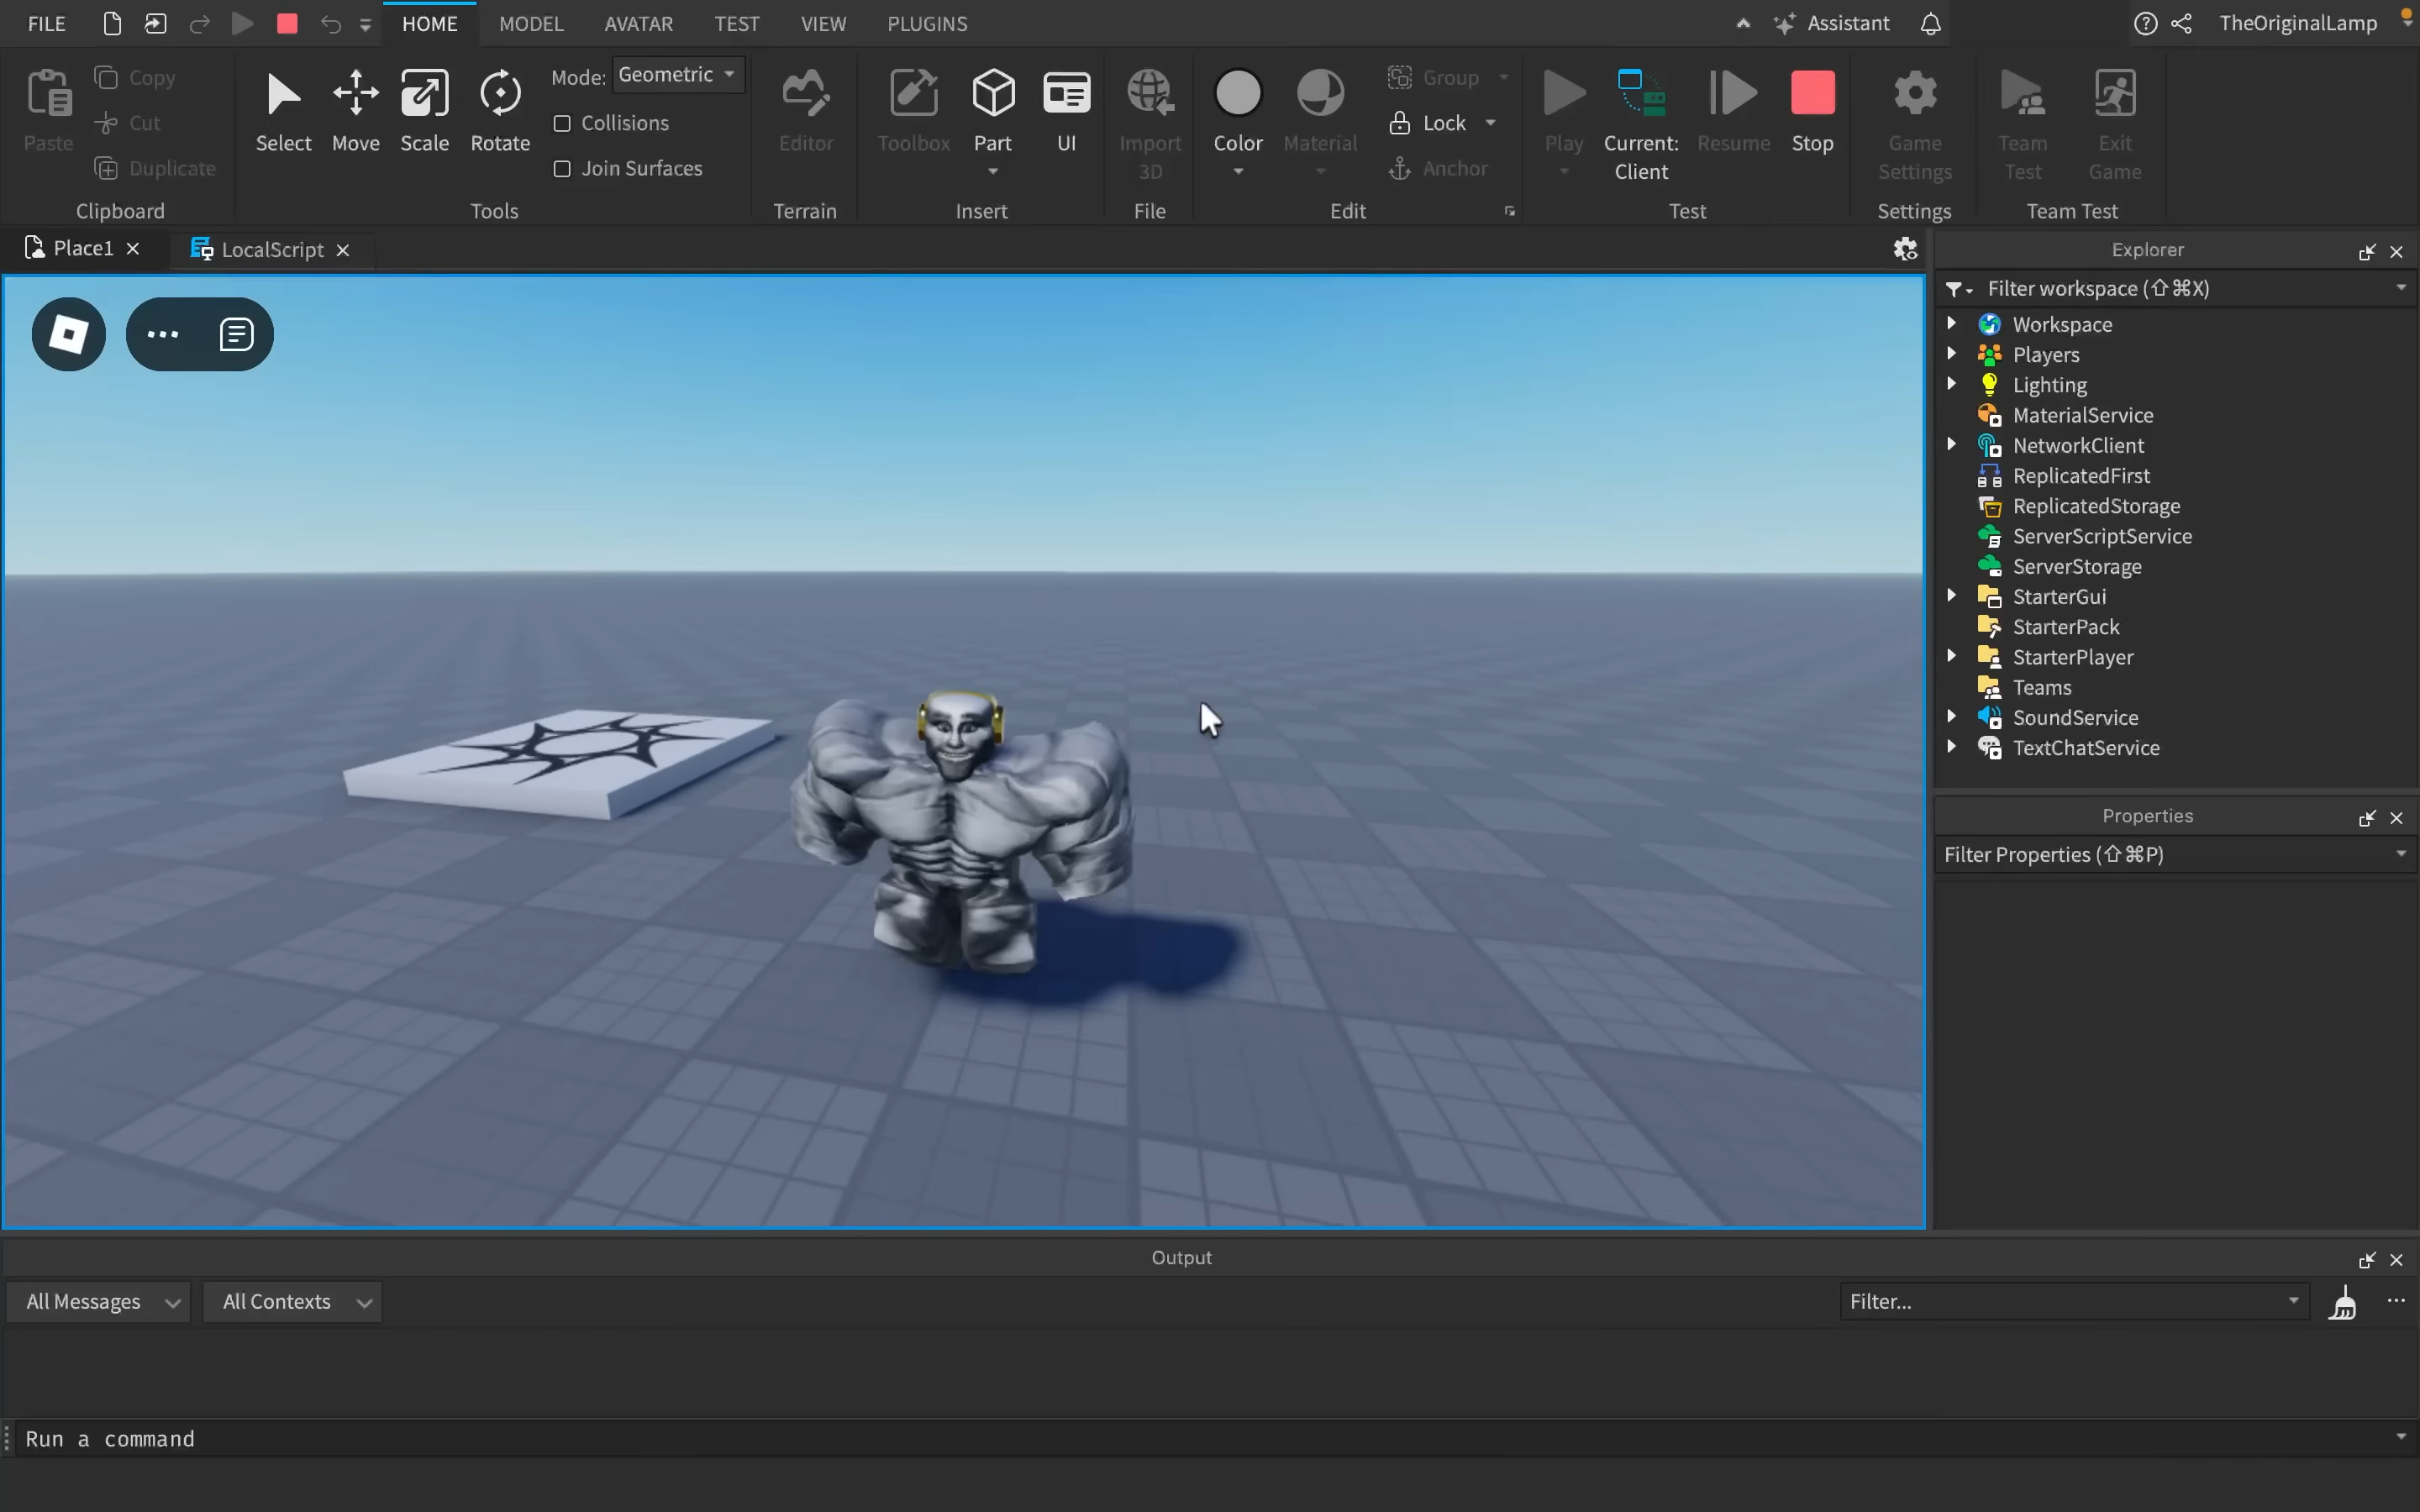 FILE
HOME
MODEL
AVATAR
TEST
VIEW
PLUGINS
Assistant
TheOriginalLamp
Paste
Copy
Cut
Duplicate
Clipboard
Select
Move
Scale
Rotate
Mode: Geometric
Collisions
Join Surfaces
Tools
Editor
Terrain
Toolbox
Part
UI
Insert
Import
3D
File
Color
Material
Group
Lock
Anchor
Edit
Play
Current:
Client
Resume
Stop
Test
Game
Settings
Settings
Team
Test
Exit
Game
Team Test
Place1
LocalScript
Explorer
Filter workspace (⇧⌘X)
Workspace
Players
Lighting
MaterialService
NetworkClient
ReplicatedFirst
ReplicatedStorage
ServerScriptService
ServerStorage
StarterGui
StarterPack
StarterPlayer
Teams
SoundService
TextChatService
Properties
Filter Properties (⇧⌘P)
Output
All Messages
All Contexts
Filter...
Run a command